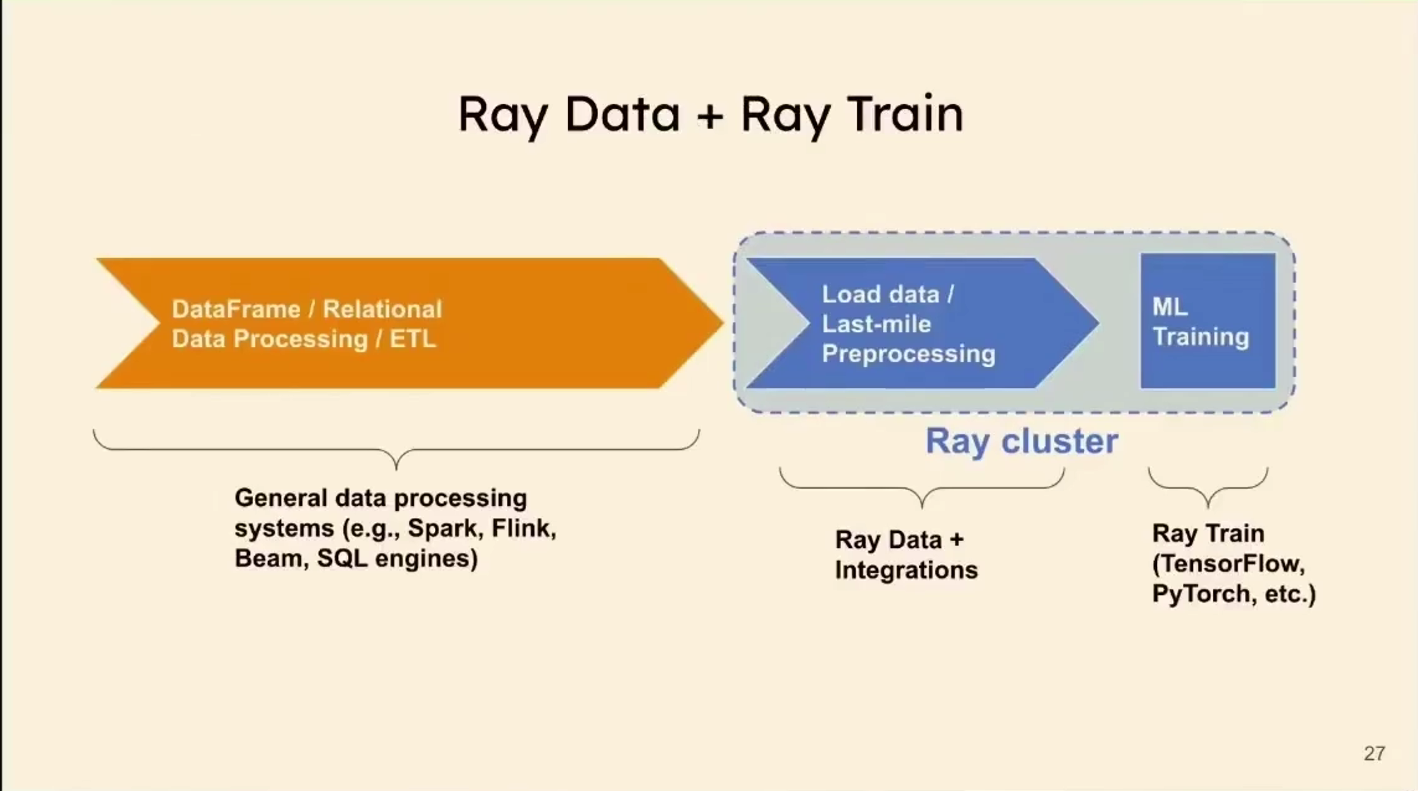 Ray Data + Ray Train
DataFrame / Relational
Data Processing / ETL
Load data /
Last-mile
Preprocessing
ML
Training
Ray cluster
General data processing
systems (e.g., Spark, Flink,
Beam, SQL engines)
Ray Data +
Integrations
Ray Train
(TensorFlow,
PyTorch, etc.)
27